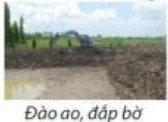 Đào ao, đắp bờ